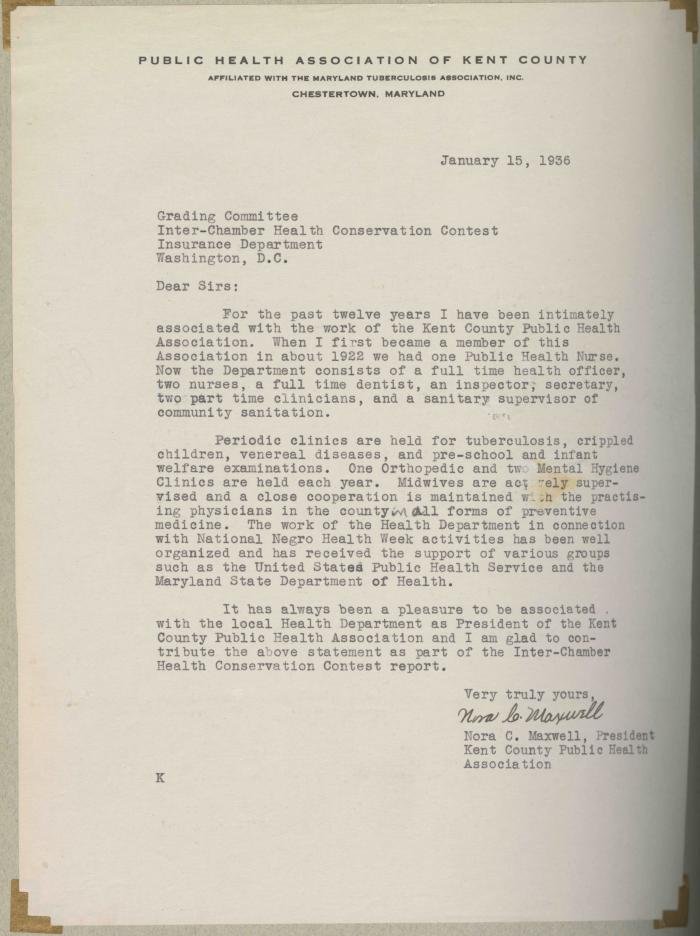 PUBLIC HEALTH ASSOCIATION OF KENT COUNTY
AFFILIATED WITH THE MARYLAND TUBERCULOSIS ASSOCIATION, INC.
CHESTERTOWN, MARYLAND
January 15, 1936
Grading Committee
Inter-Chamber Health Conservation Contest
Insurance Department
Washington, D.C.
Dear Sirs:
For the past twelve years I have been intimately
associated with the work of the Kent County Public Health
Association. When I first became a member of this
Association in about 1922 we had one Public Health Nurse.
Now the Department consists of a full time health officer,
two nurses, a full time dentist, an inspector, secretary,
two part time clinicians, and a sanitary supervisor of
community sanitation.
Periodic clinics are held for tuberculosis, crippled
children, venereal diseases, and pre-school and infant
welfare examinations. One Orthopedic and two Mental Hygiene
Clinics are held each year. Midwives are actively super-
vised and a close cooperation is maintained with the practis-
ing physicians in the county in all forms of preventive
medicine. The work of the Health Department in connection
with National Negro Health Week activities has been well
organized and has received the support of various groups
such as the United States Public Health Service and the
Maryland State Department of Health.
It has always been a pleasure to be associated
with the local Health Department as President of the Kent
County Public Health Association and I am glad to con-
tribute the above statement as part of the Inter-Chamber
Health Conservation Contest report.
Very truly yours,
Nora C. Maxwell
Nora C. Maxwell, President
Kent County Public Health
Association
K